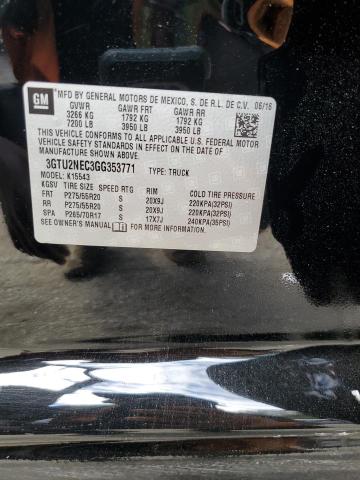 GM
MFD BY GENERAL MOTORS DE MEXICO, S. DE R.L. DE C.V. 06/16
GVWR GAWR FRT GAWR RR
3266 KG 1792 KG 1792 KG
7200 LB 3950 LB 3950 LB
THIS VEHICLE CONFORMS TO ALL APPLICABLE U.S. FEDERAL MOTOR
VEHICLE SAFETY AND THEFT PREVENTION STANDARDS IN EFFECT ON
THE DATE OF MANUFACTURE SHOWN ABOVE.
3GTU2NEC3GG353771 TYPE: TRUCK
MODEL: K15543
KGSV TIRE SIZE SPEED RTG RIM COLD TIRE PRESSURE
FRT P275/55R20 S 20X9J 220KPA(32PSI)
RR P275/55R20 S 20X9J 220KPA(32PSI)
SPA P265/70R17 S 17X7J 240KPA(35PSI)
SEE OWNER'S MANUAL FOR MORE INFORMATION